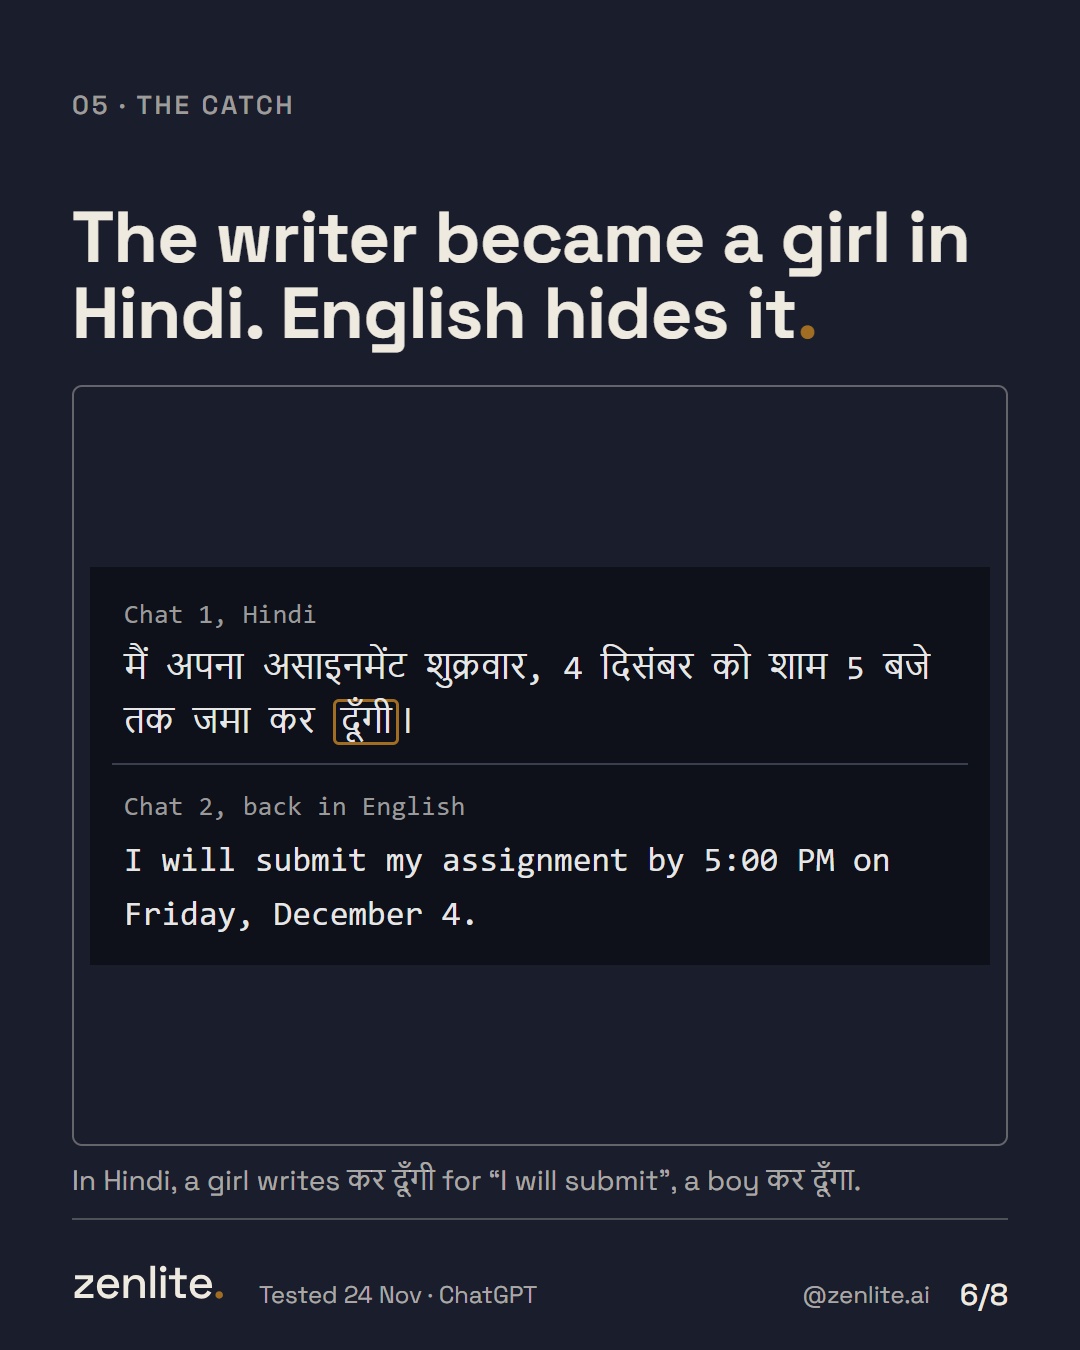 05 · THE CATCH
The writer became a girl in
Hindi. English hides it.
Chat 1, Hindi
मैं अपना असाइनमेंट शुक्रवार, 4 दिसंबर को शाम 5 बजे
तक जमा कर दूँगी।
Chat 2, back in English
I will submit my assignment by 5:00 PM on
Friday, December 4.
In Hindi, a girl writes कर दूँगी for “I will submit”, a boy कर दूँगा.
zenlite. Tested 24 Nov · ChatGPT @zenlite.ai 6/8